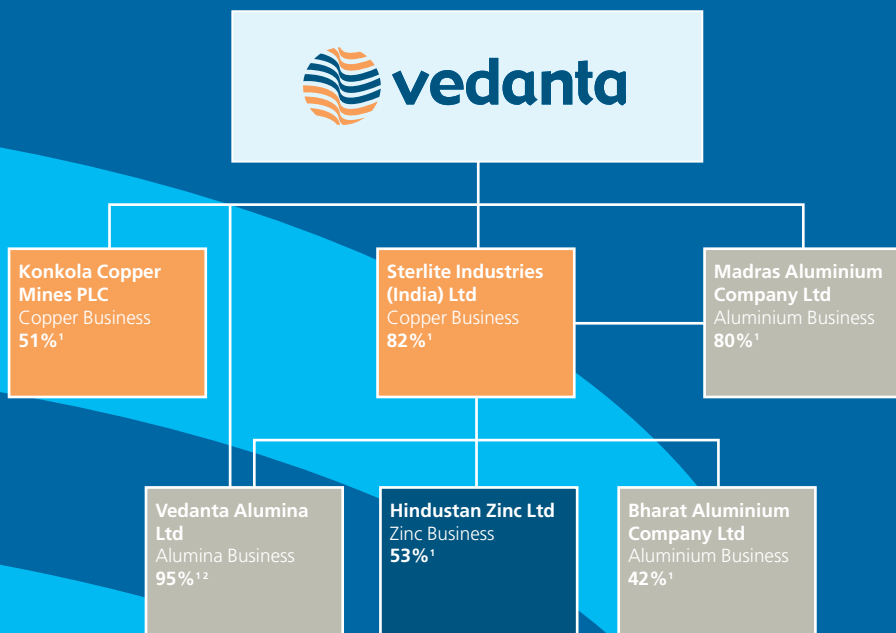 vedanta
Konkola Copper
Mines PLC
Copper Business
51%¹
Sterlite Industries
(India) Ltd
Copper Business
82%¹
Madras Aluminium
Company Ltd
Aluminium Business
80%¹
Vedanta Alumina
Ltd
Alumina Business
95%¹ ²
Hindustan Zinc Ltd
Zinc Business
53%¹
Bharat Aluminium
Company Ltd
Aluminium Business
42%¹